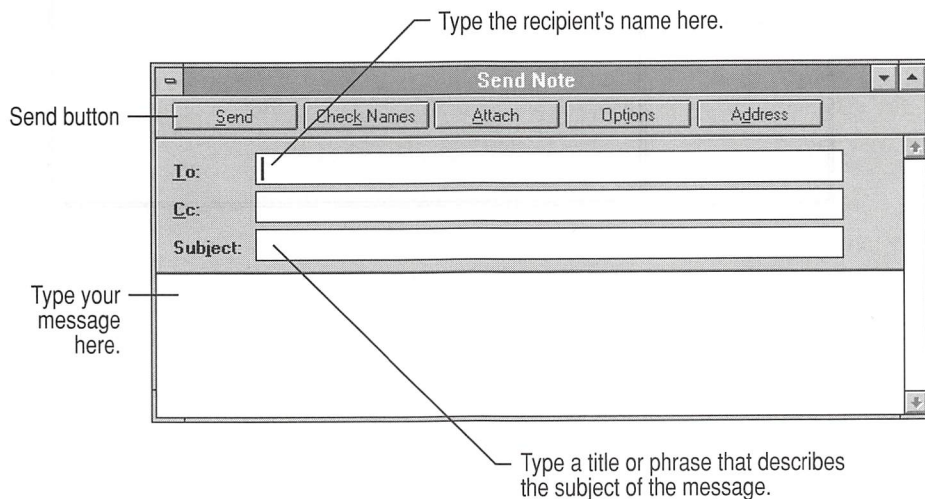 Type the recipient's name here.
Send Note
Send button
Send
Check Names
Attach
Options
Address
To:
Cc:
Subject:
Type your
message
here.
Type a title or phrase that describes
the subject of the message.